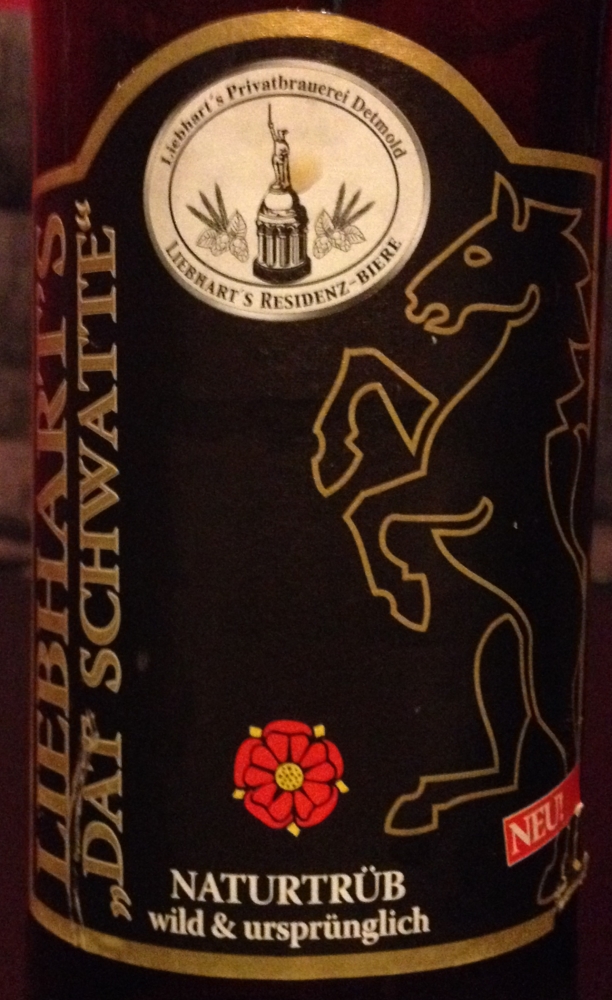 Liebhart's Privatbrauerei Detmold
LIEBHART'S RESIDENZ-BIERE
LIEBHART'S
„DAT SCHWATTE“
NEU!
NATURTRÜB
wild & ursprünglich